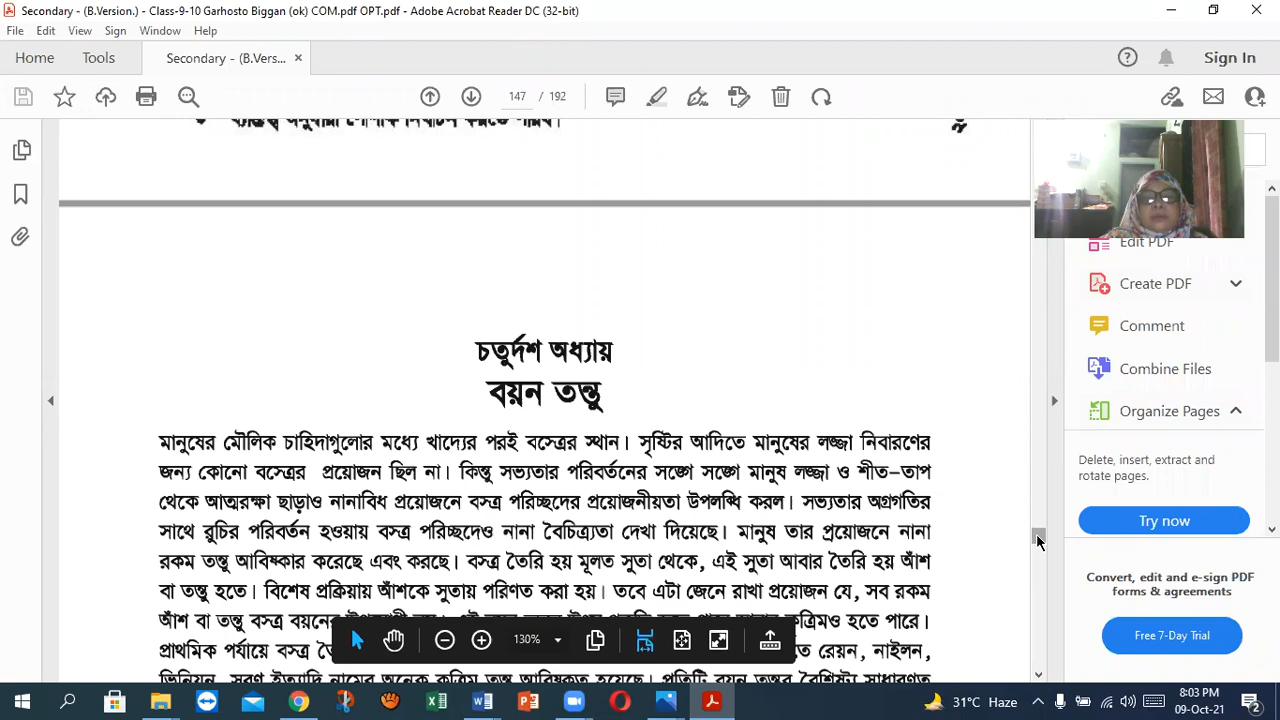 Secondary - (B.Version.) - Class-9-10 Garhosto Biggan (ok) COM.pdf OPT.pdf - Adobe Acrobat Reader DC (32-bit)
File Edit View Sign Window Help
Home Tools Secondary - (B.Vers... × Sign In
147 / 192
চতুর্দশ অধ্যায়
বয়ন তন্তু
মানুষের মৌলিক চাহিদাগুলোর মধ্যে খাদ্যের পরই বস্ত্রের স্থান। সৃষ্টির আদিতে মানুষের লজ্জা নিবারণের
জন্য কোনো বস্ত্রের প্রয়োজন ছিল না। কিন্তু সভ্যতার পরিবর্তনের সঙ্গে সঙ্গে মানুষ লজ্জা ও শীত-তাপ
থেকে আত্মরক্ষা ছাড়াও নানাবিধ প্রয়োজনে বস্ত্র পরিচ্ছদের প্রয়োজনীয়তা উপলব্ধি করল। সভ্যতার অগ্রগতির
সাথে রুচির পরিবর্তন হওয়ায় বস্ত্র পরিচ্ছদেও নানা বৈচিত্র্যতা দেখা দিয়েছে। মানুষ তার প্রয়োজনে নানা
রকম তন্তু আবিষ্কার করেছে এবং করছে। বস্ত্র তৈরি হয় মূলত সুতা থেকে, এই সুতা আবার তৈরি হয় আঁশ
বা তন্তু হতে। বিশেষ প্রক্রিয়ায় আঁশকে সুতায় পরিণত করা হয়। তবে এটা জেনে রাখা প্রয়োজন যে, সব রকম
আঁশ বা তন্তু বস্ত্র বয়নের কৃত্রিমও হতে পারে।
প্রাথমিক পর্যায়ে বস্ত্র রেয়ন, নাইলন,
130%
Edit PDF
Create PDF
Comment
Combine Files
Organize Pages
Delete, insert, extract and
rotate pages.
Try now
Convert, edit and e-sign PDF
forms & agreements
Free 7-Day Trial
31°C Haze
8:03 PM
09-Oct-21